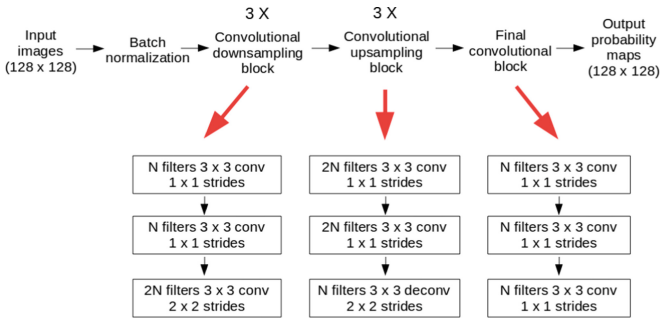 3 X
3 X
Input
images
(128 x 128)
Batch
normalization
Convolutional
downsampling
block
Convolutional
upsampling
block
Final
convolutional
block
Output
probability
maps
(128 x 128)
N filters 3 x 3 conv
1 x 1 strides
N filters 3 x 3 conv
1 x 1 strides
2N filters 3 x 3 conv
2 x 2 strides
2N filters 3 x 3 conv
1 x 1 strides
2N filters 3 x 3 conv
1 x 1 strides
N filters 3 x 3 deconv
2 x 2 strides
N filters 3 x 3 conv
1 x 1 strides
N filters 3 x 3 conv
1 x 1 strides
N filters 3 x 3 conv
1 x 1 strides